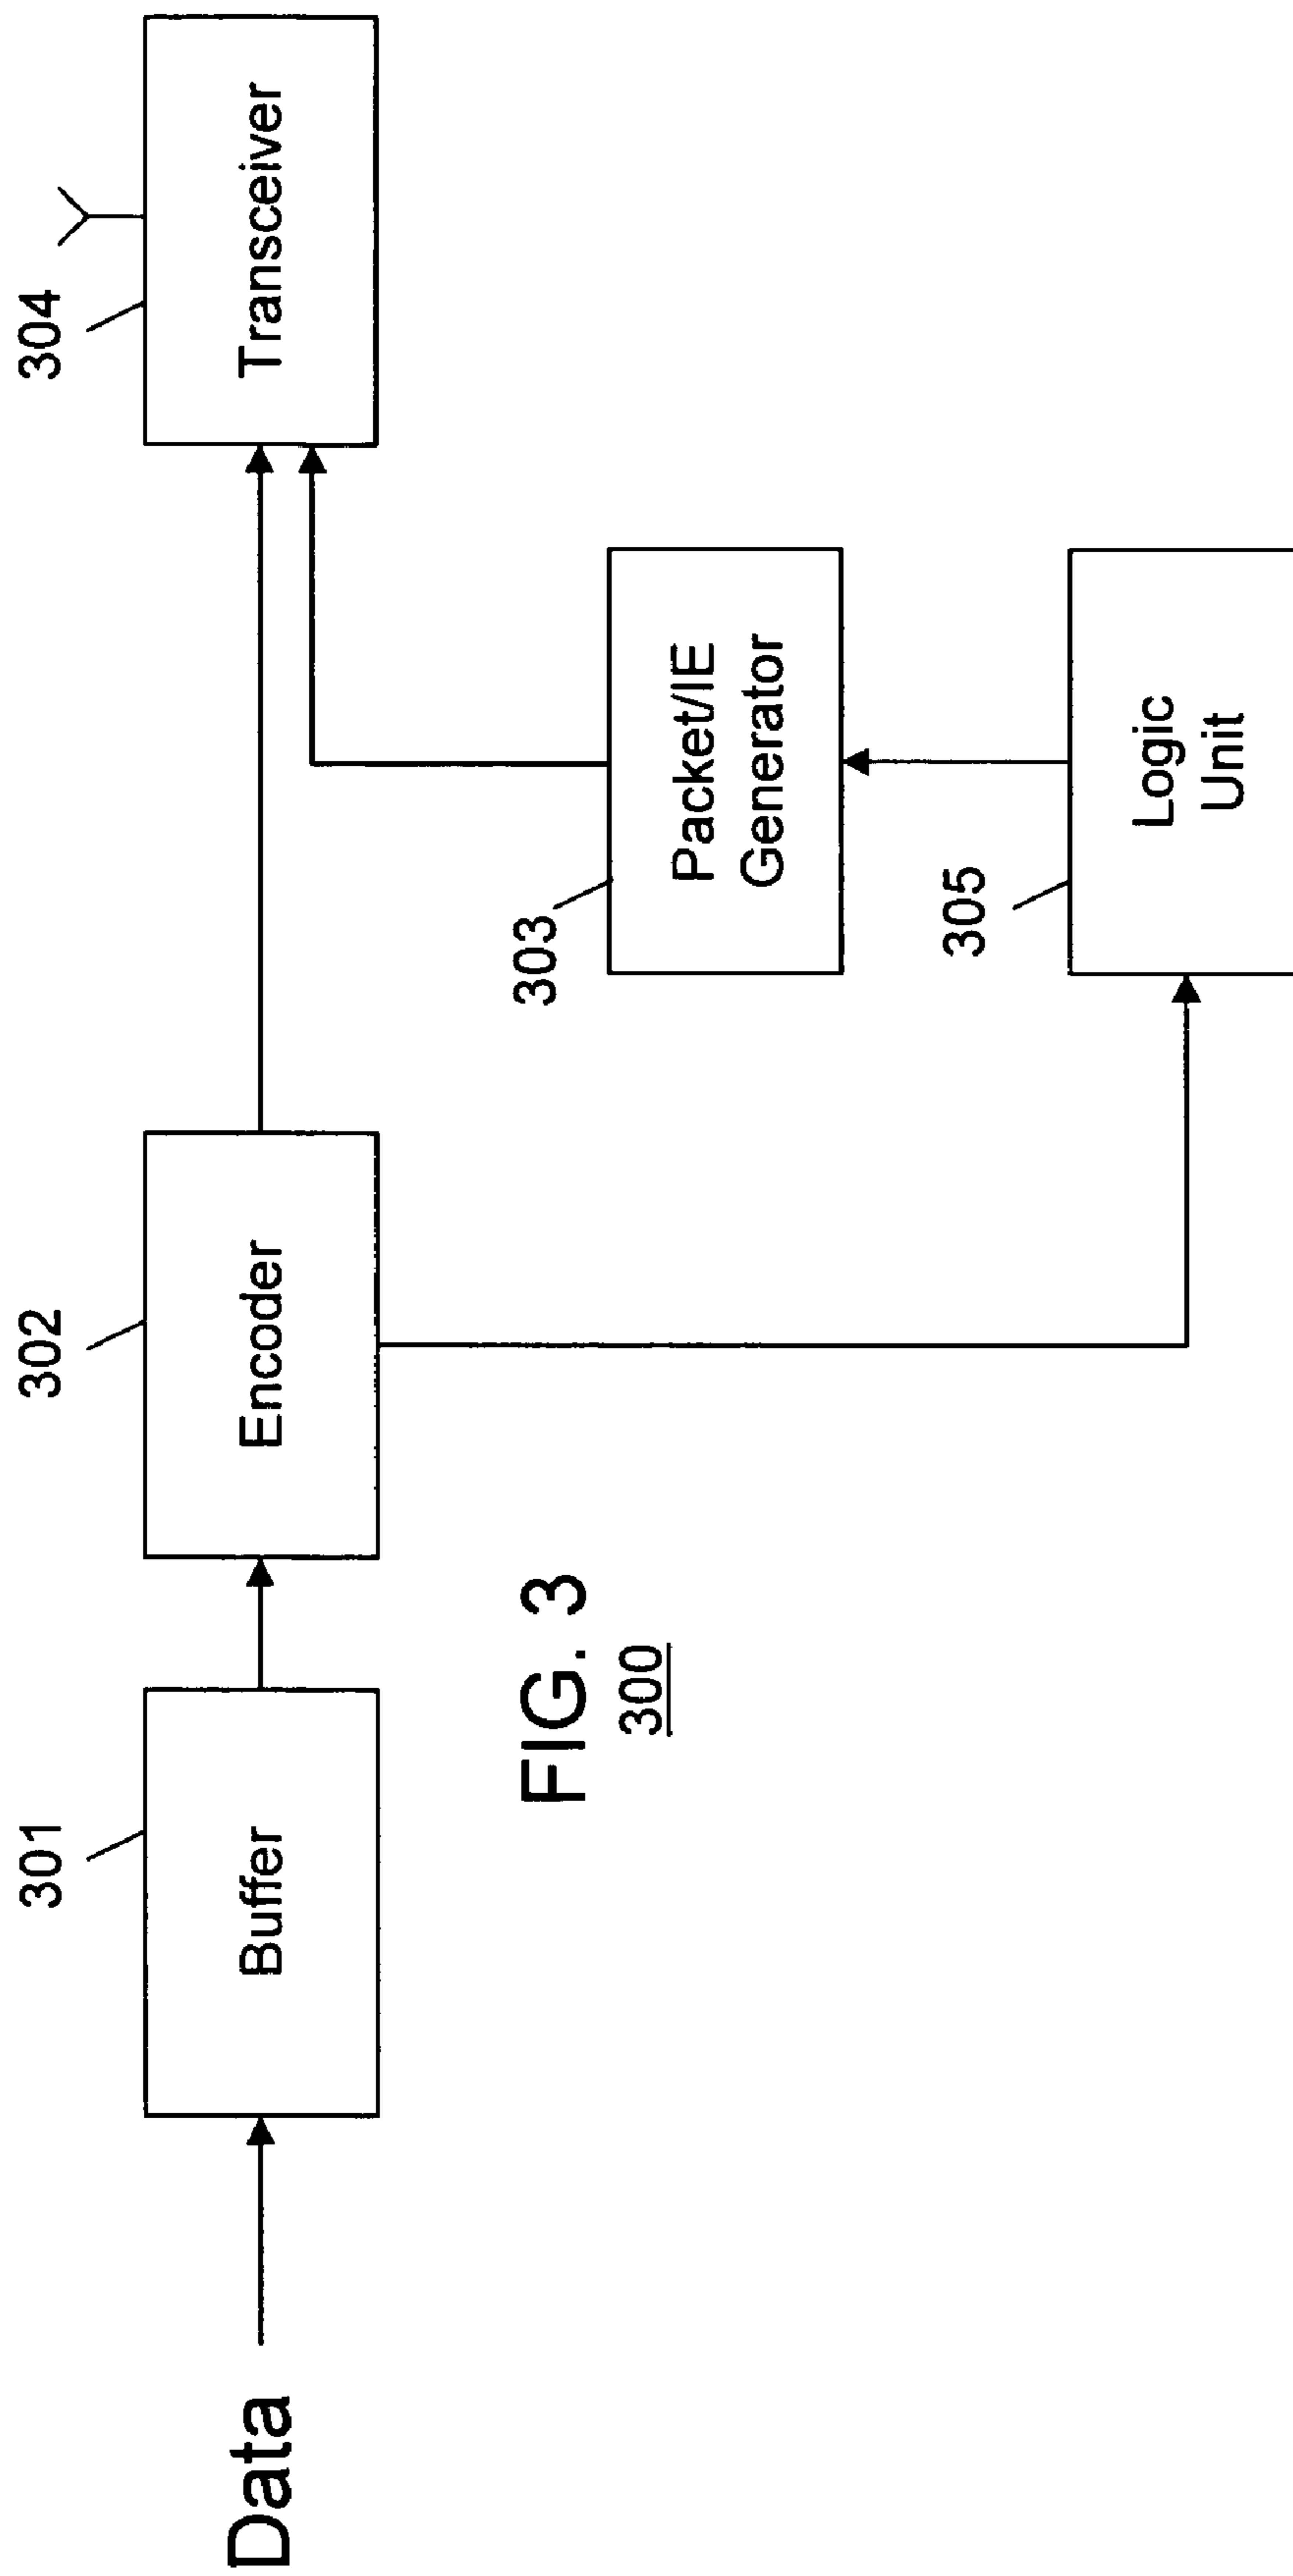 301
302
304
Data
Buffer
Encoder
Transceiver
FIG. 3
300
303
Packet/IE
Generator
305
Logic
Unit